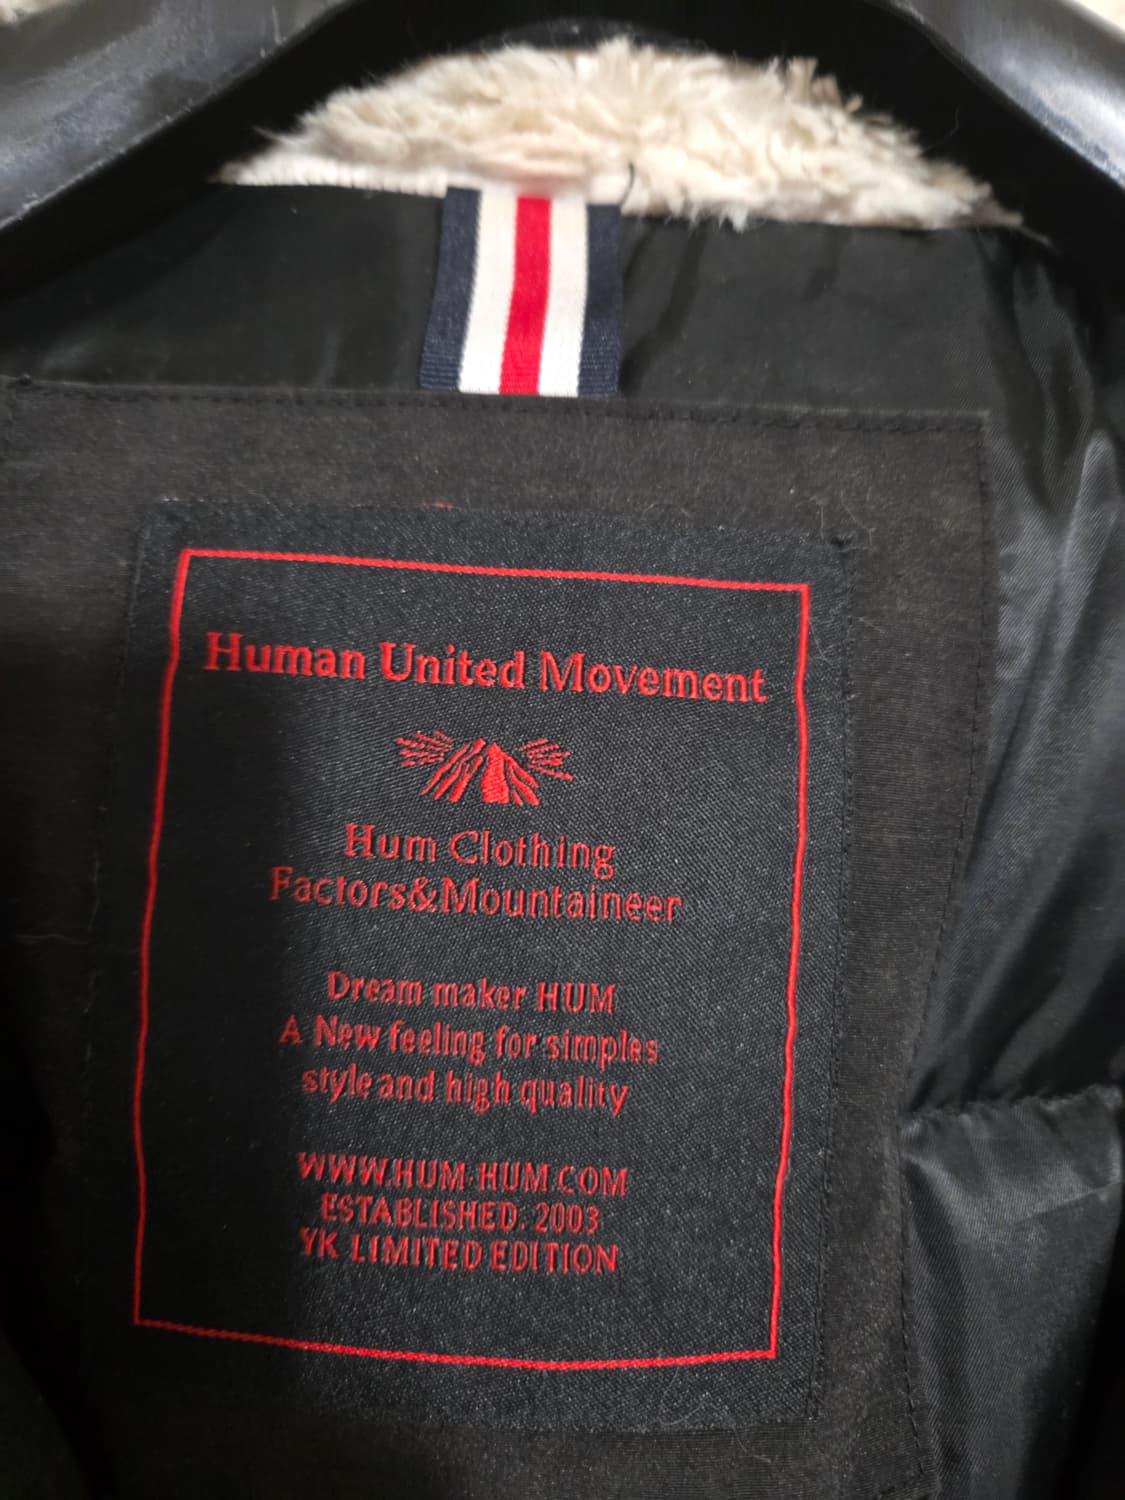 Human United Movement
Hum Clothing
Factors&Mountaineer
Dream maker HUM
A New feeling for simples
style and high quality
WWW.HUM-HUM.COM
ESTABLISHED. 2003
YK LIMITED EDITION